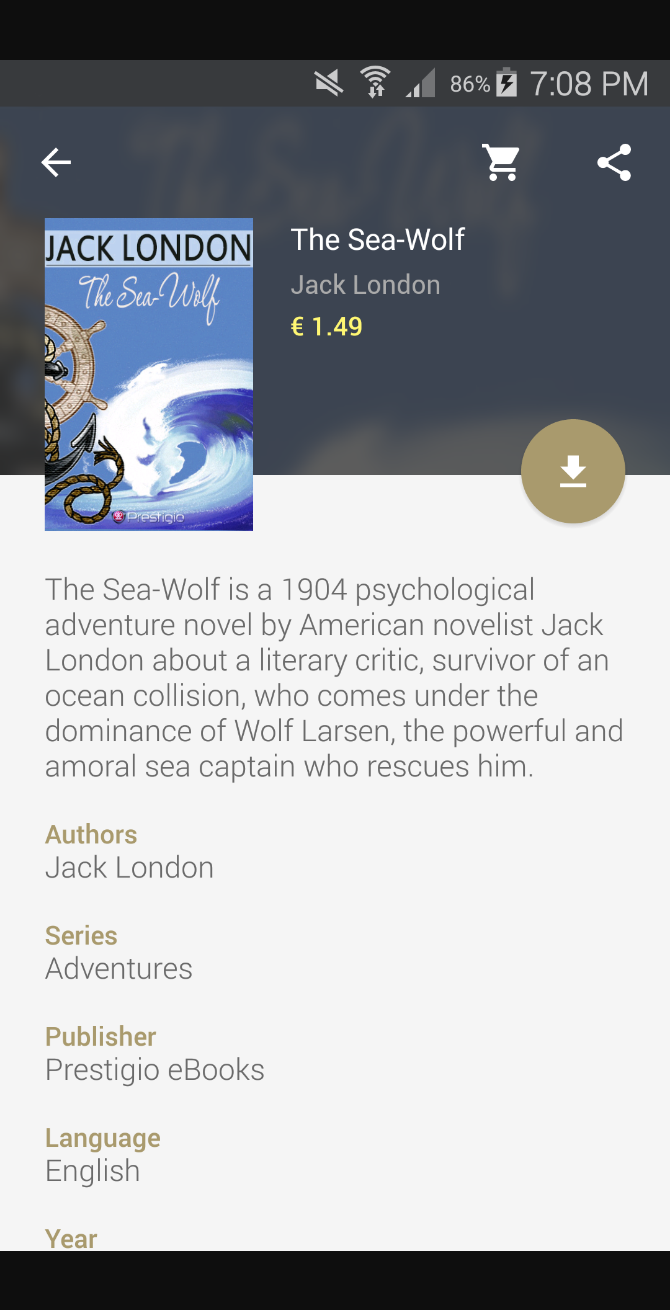 86%
7:08 PM
JACK LONDON
The Sea-Wolf
Prestigio
The Sea-Wolf
Jack London
€ 1.49
The Sea-Wolf is a 1904 psychological
adventure novel by American novelist Jack
London about a literary critic, survivor of an
ocean collision, who comes under the
dominance of Wolf Larsen, the powerful and
amoral sea captain who rescues him.
Authors
Jack London
Series
Adventures
Publisher
Prestigio eBooks
Language
English
Year